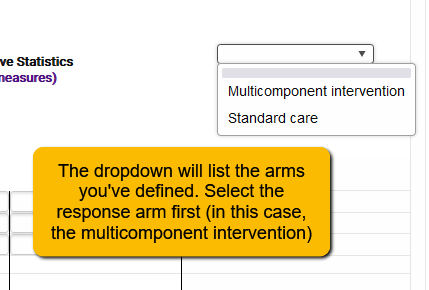 ve Statistics
neasures)
Multicomponent intervention
Standard care
The dropdown will list the arms
you've defined. Select the
response arm first (in this case,
the multicomponent intervention)